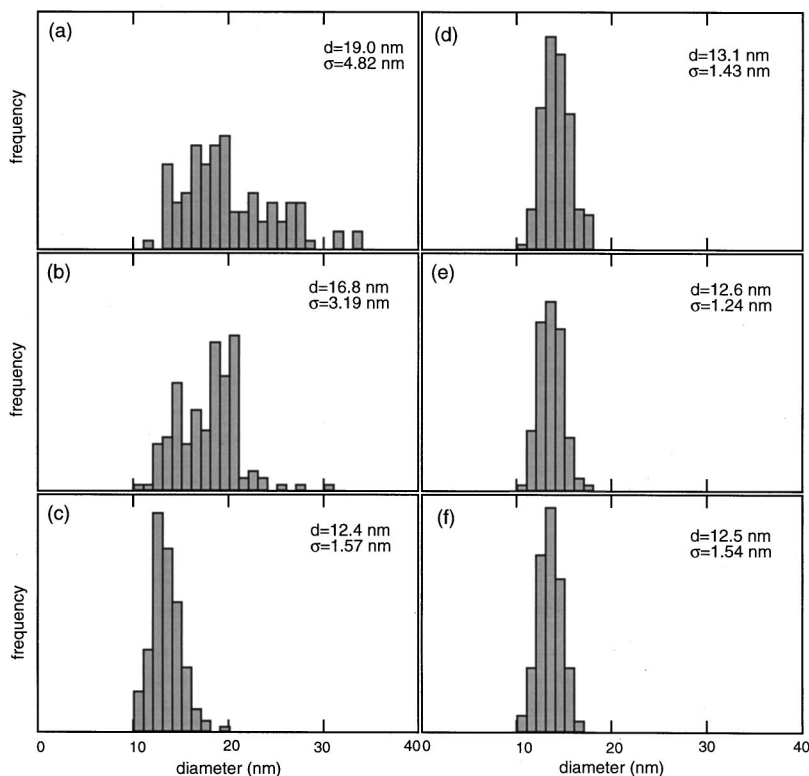 (a)
d=19.0 nm
σ=4.82 nm
frequency
(d)
d=13.1 nm
σ=1.43 nm
(b)
d=16.8 nm
σ=3.19 nm
frequency
(e)
d=12.6 nm
σ=1.24 nm
(c)
d=12.4 nm
σ=1.57 nm
frequency
(f)
d=12.5 nm
σ=1.54 nm
0 10 20 30 40 0 10 20 30 40
diameter (nm) diameter (nm)